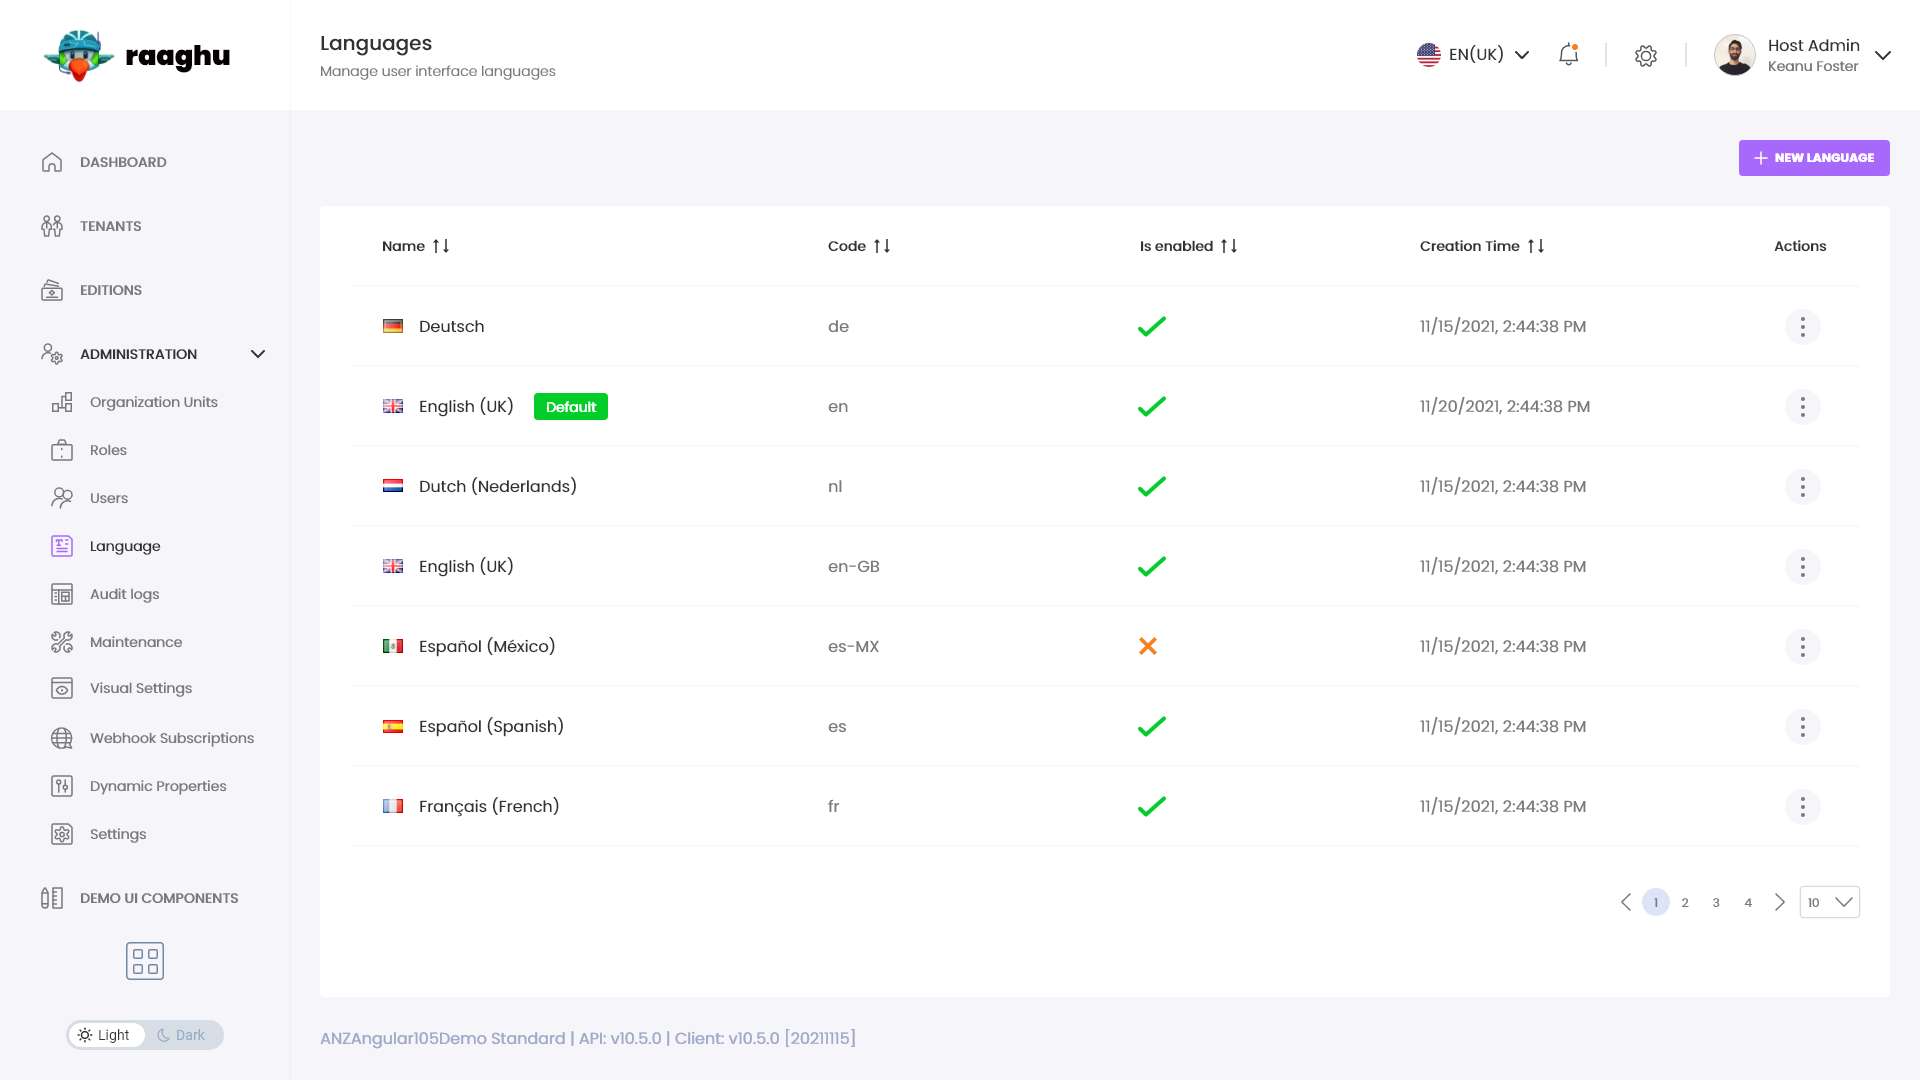 raaghu
Languages
Manage user interface languages
EN(UK)
Host Admin
Keanu Foster
DASHBOARD
TENANTS
EDITIONS
ADMINISTRATION
Organization Units
Roles
Users
Language
Audit logs
Maintenance
Visual Settings
Webhook Subscriptions
Dynamic Properties
Settings
DEMO UI COMPONENTS
Light Dark
NEW LANGUAGE
Name Code Is enabled Creation Time Actions
Deutsch de 11/15/2021, 2:44:38 PM
English (UK) Default en 11/20/2021, 2:44:38 PM
Dutch (Nederlands) nl 11/15/2021, 2:44:38 PM
English (UK) en-GB 11/15/2021, 2:44:38 PM
Español (México) es-MX 11/15/2021, 2:44:38 PM
Español (Spanish) es 11/15/2021, 2:44:38 PM
Français (French) fr 11/15/2021, 2:44:38 PM
1 2 3 4 10
ANZAngular105Demo Standard | API: v10.5.0 | Client: v10.5.0 [20211115]